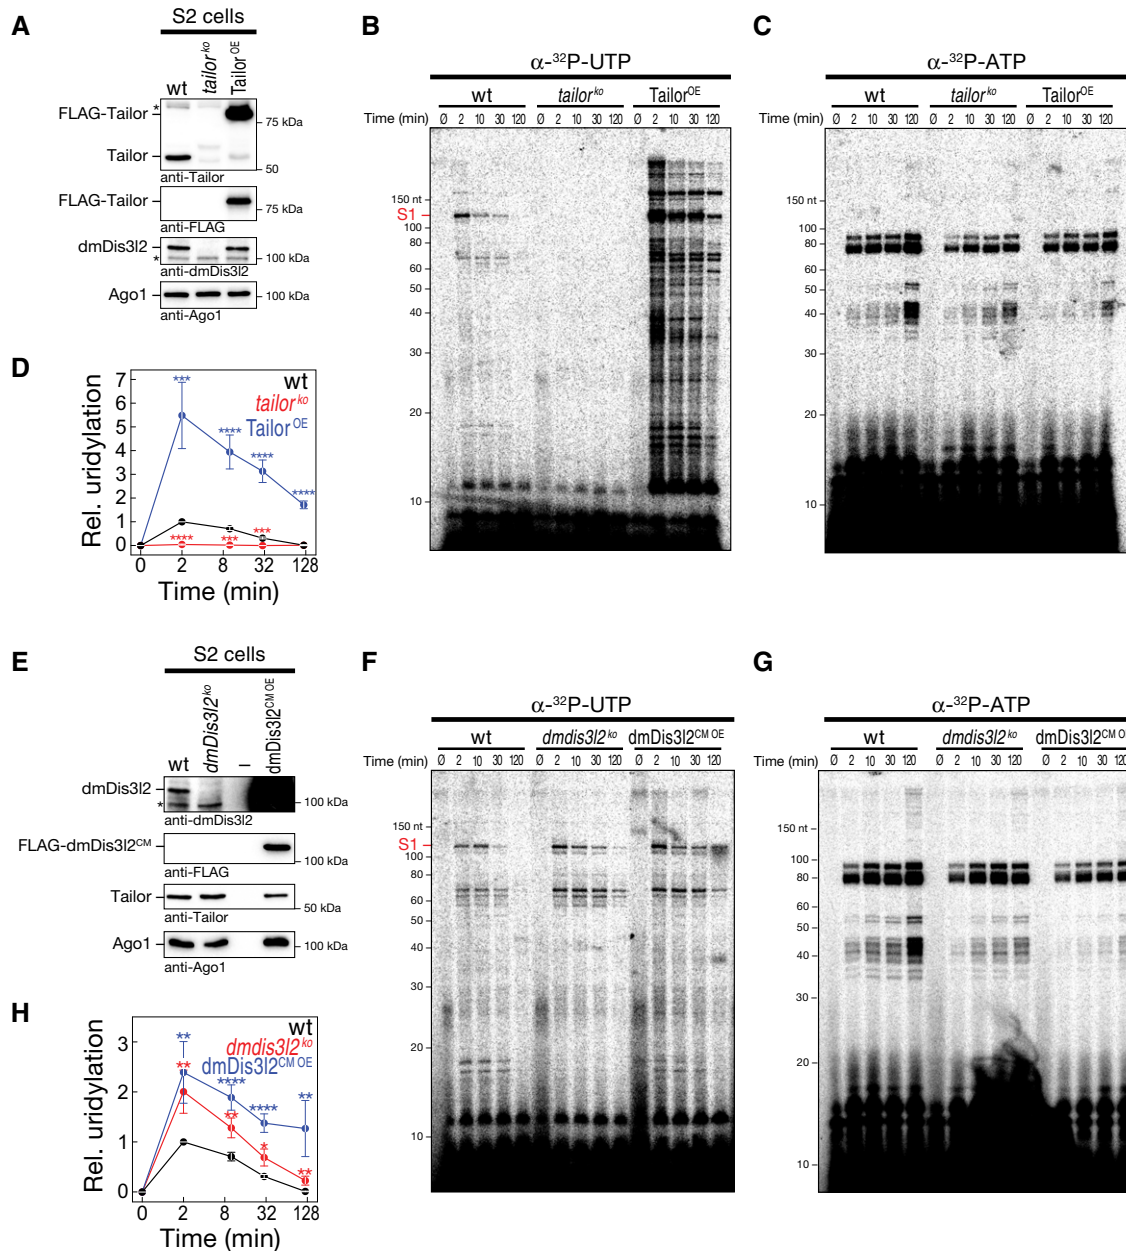 A
S2 cells
wt
tailor ko
Tailor OE
*
FLAG-Tailor
75 kDa
Tailor
50
anti-Tailor
FLAG-Tailor
75 kDa
anti-FLAG
dmDis3l2
*
100 kDa
anti-dmDis3l2
Ago1
100 kDa
anti-Ago1
B
α-32P-UTP
wt
tailor ko
Tailor OE
Time (min)
0 2 10 30 120 0 2 10 30 120 0 2 10 30 120
150 nt
S1
100
80
60
50
40
30
20
10
C
α-32P-ATP
wt
tailor ko
Tailor OE
Time (min)
0 2 10 30 120 0 2 10 30 120 0 2 10 30 120
150 nt
100
80
60
50
40
30
20
10
D
Rel. uridylation
7
6
5
4
3
2
1
0
wt
tailor ko
Tailor OE
***
****
****
****
****
***
***
0 2 8 32 128
Time (min)
E
S2 cells
wt
dmDis3l2 ko
–
dmDis3l2 CM OE
dmDis3l2
*
100 kDa
anti-dmDis3l2
FLAG-dmDis3l2 CM
100 kDa
anti-FLAG
Tailor
50 kDa
anti-Tailor
Ago1
100 kDa
anti-Ago1
F
α-32P-UTP
wt
dmdis3l2 ko
dmDis3l2 CM OE
Time (min)
0 2 10 30 120 0 2 10 30 120 0 2 10 30 120
150 nt
S1
100
80
60
50
40
30
20
10
G
α-32P-ATP
wt
dmdis3l2 ko
dmDis3l2 CM OE
Time (min)
0 2 10 30 120 0 2 10 30 120 0 2 10 30 120
150 nt
100
80
60
50
40
30
20
10
H
Rel. uridylation
3
2
1
0
wt
dmdis3l2 ko
dmDis3l2 CM OE
**
**
****
**
****
*
**
**
0 2 8 32 128
Time (min)